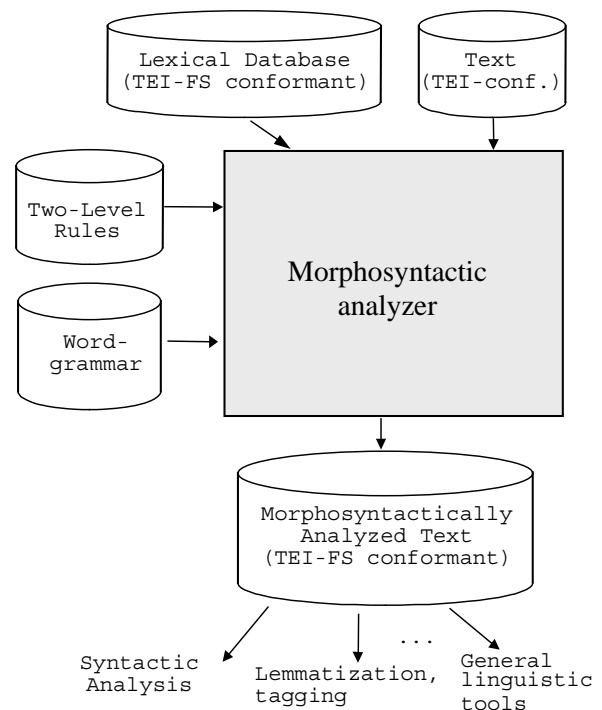 Lexical Database
(TEI-FS conformant)
Text
(TEI-conf.)
Two-Level
Rules
Morphosyntactic
analyzer
Word-
grammar
Morphosyntactically
Analyzed Text
(TEI-FS conformant)
...
Syntactic
Analysis
Lemmatization,
tagging
General
linguistic
tools